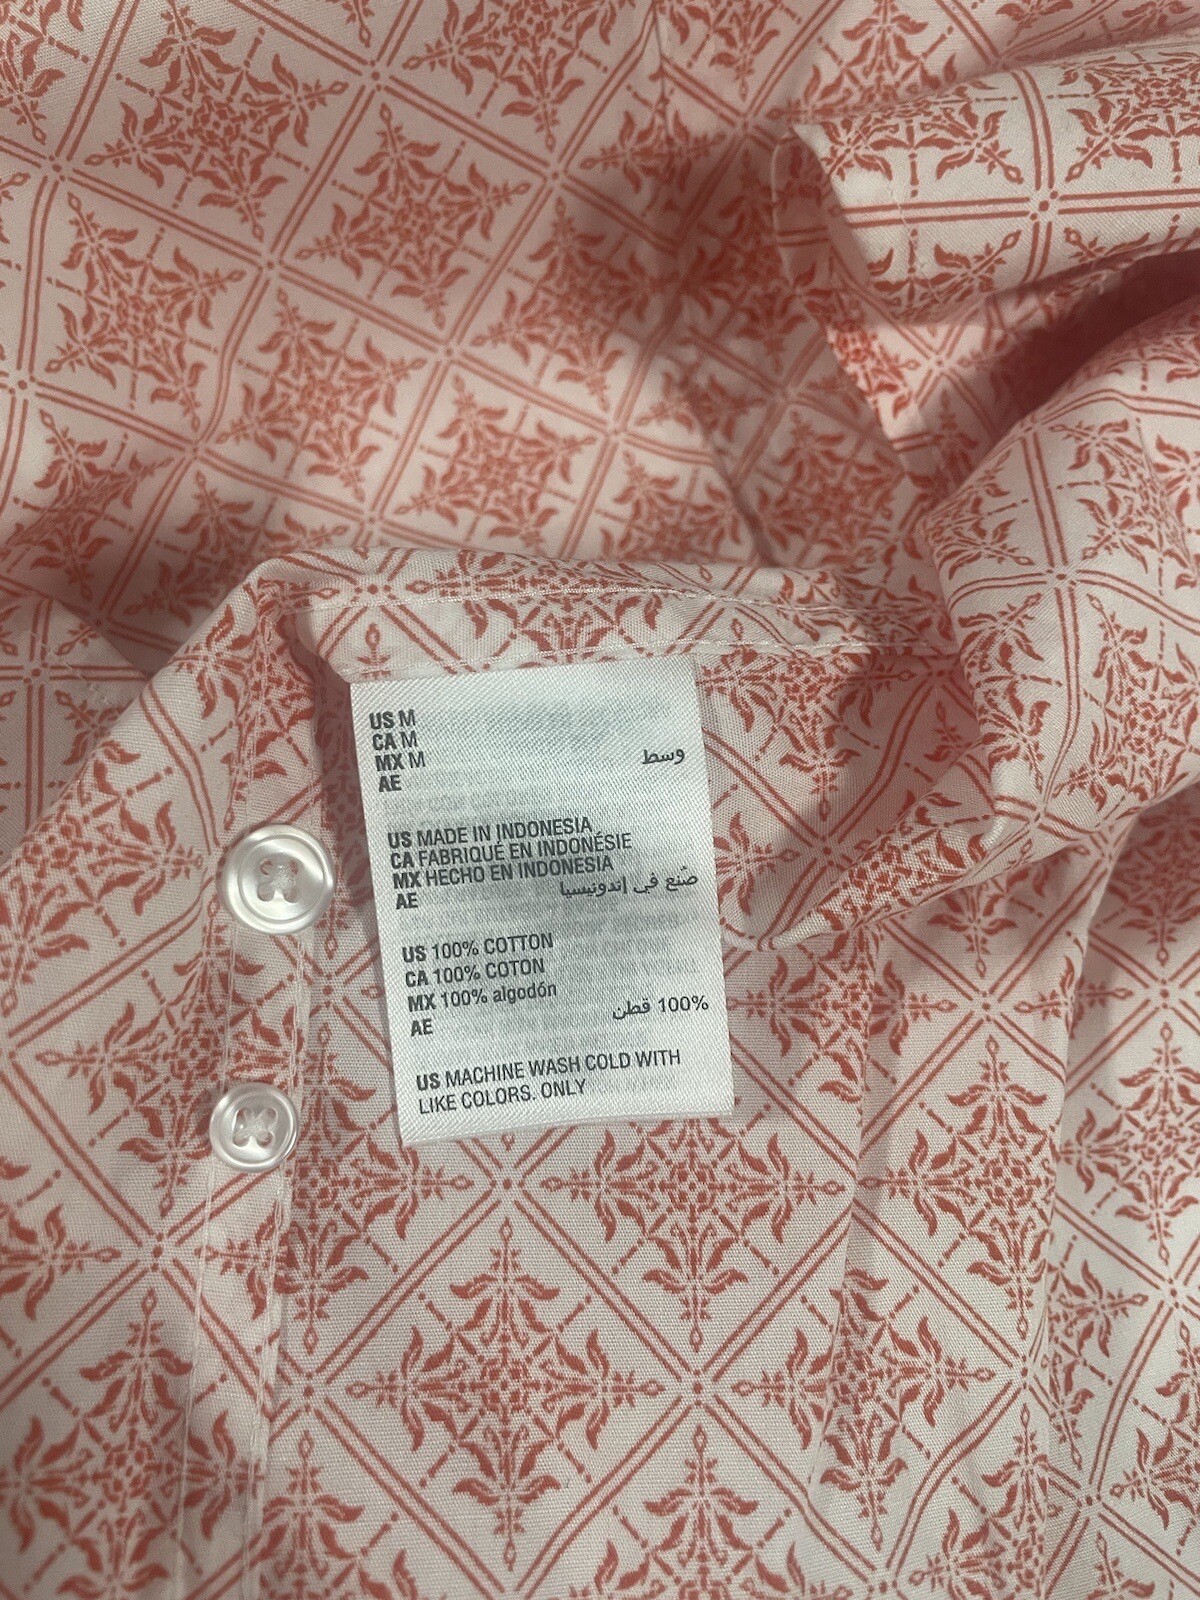 US M
CA M
MX M
وسط
AE
US MADE IN INDONESIA
CA FABRIQUÉ EN INDONÉSIE
MX HECHO EN INDONESIA
صّنع في إندونيسيا
AE
US 100% COTTON
CA 100% COTON
MX 100% algodón
100% قطن
AE
US MACHINE WASH COLD WITH
LIKE COLORS. ONLY